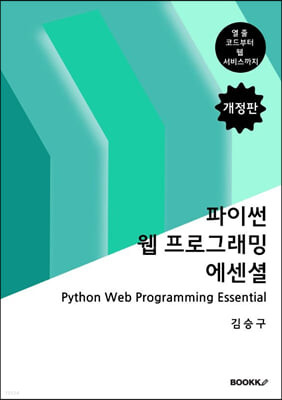 열 줄
코드부터
웹
서비스까지
개정판
파이썬
웹 프로그래밍
에센셜
Python Web Programming Essential
김승구
BOOKK